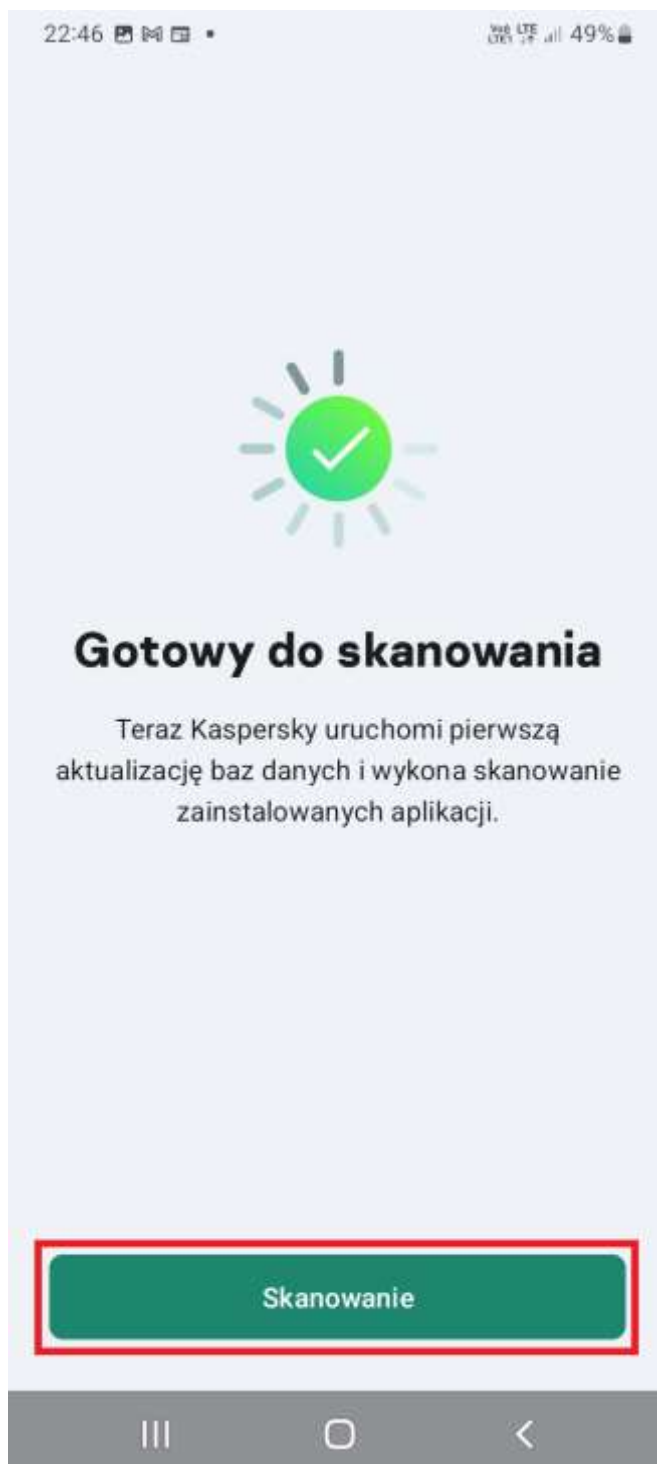 22:46
49%
Gotowy do skanowania
Teraz Kaspersky uruchomi pierwszą
aktualizację baz danych i wykona skanowanie
zainstalowanych aplikacji.
Skanowanie